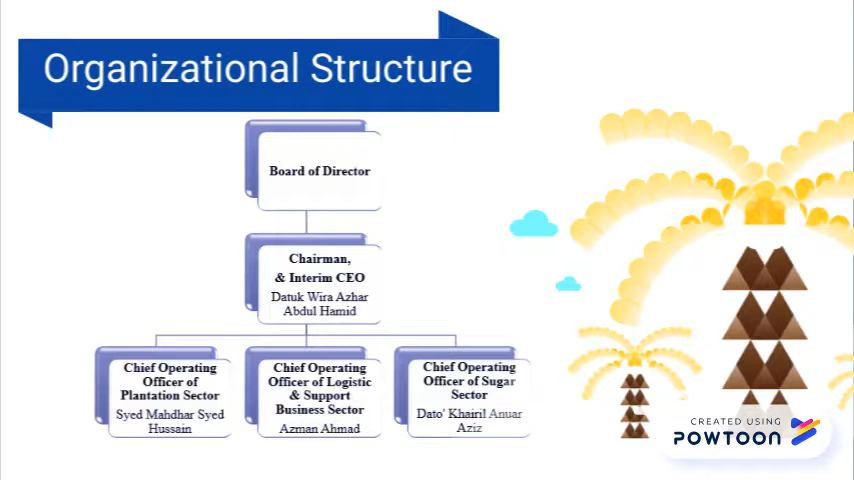 Organizational Structure
Board of Director
Chairman,
& Interim CEO
Datuk Wira Azhar
Abdul Hamid
Chief Operating
Officer of
Plantation Sector
Syed Mahdhar Syed
Hussain
Chief Operating
Officer of Logistic
& Support
Business Sector
Azman Ahmad
Chief Operating
Officer of Sugar
Sector
Dato' Khairil Anuar
Aziz
CREATED USING
POWTOON